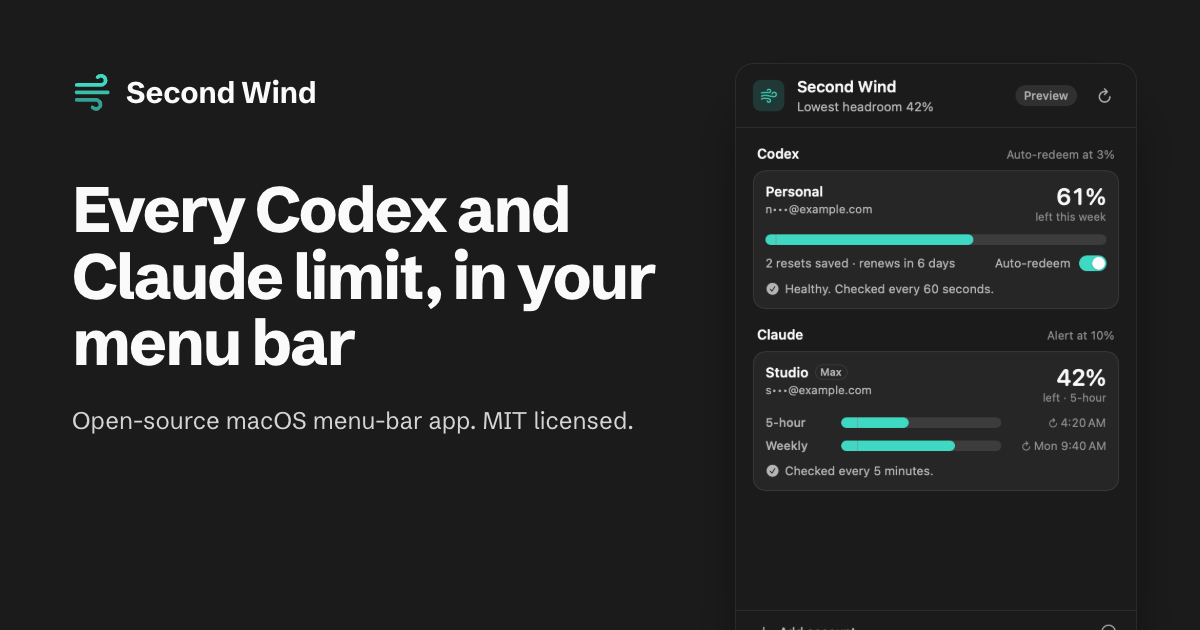 Second Wind
Every Codex and
Claude limit, in your
menu bar
Open-source macOS menu-bar app. MIT licensed.
Second Wind
Lowest headroom 42%
Preview
Codex
Auto-redeem at 3%
Personal
n•••@example.com
61%
left this week
2 resets saved · renews in 6 days
Auto-redeem
Healthy. Checked every 60 seconds.
Claude
Alert at 10%
Studio
Max
s•••@example.com
42%
left · 5-hour
5-hour
4:20 AM
Weekly
Mon 9:40 AM
Checked every 5 minutes.